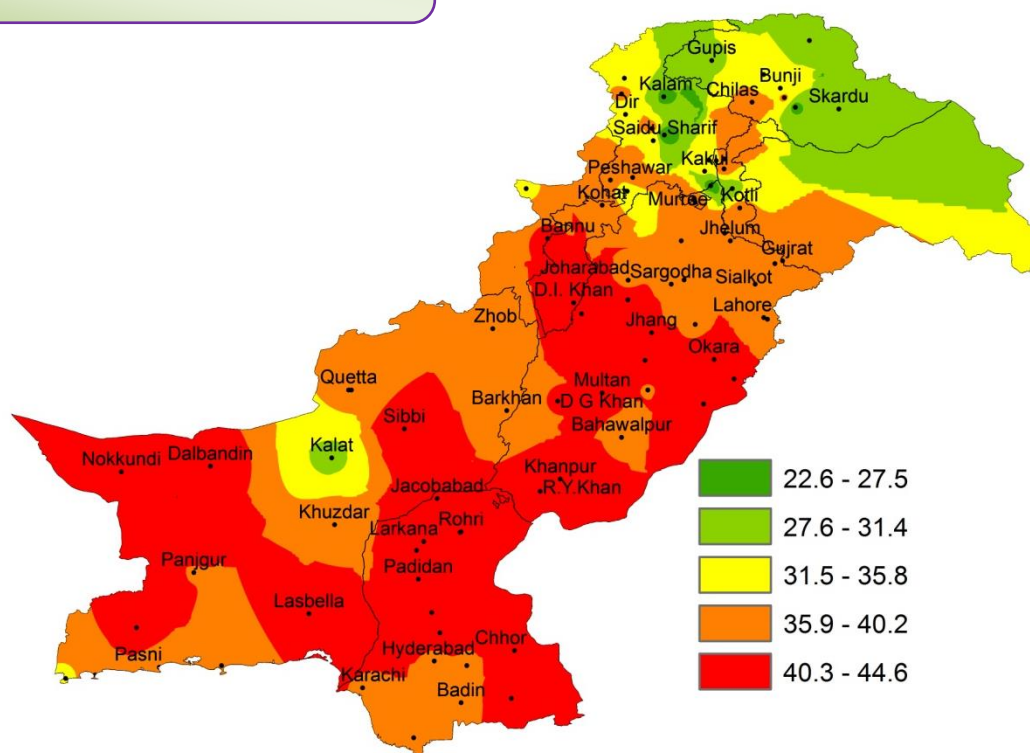 Gupis
Kalam
Bunji
Chilas
Skardu
Dir
Saidu Sharif
Kakul
Peshawar
Kohat
Murree
Kotli
Bannu
Jhelum
Gujrat
Joharabad
Sargodha
Sialkot
D.I. Khan
Lahore
Zhob
Jhang
Okara
Quetta
Multan
Barkhan
D G Khan
Sibbi
Bahawalpur
Kalat
Nokkundi
Dalbandin
Khanpur
22.6 - 27.5
R.Y.Khan
Jacobabad
Khuzdar
27.6 - 31.4
Larkana
Rohri
Panjgur
Padidan
31.5 - 35.8
Lasbella
35.9 - 40.2
Hyderabad
Chhor
Pasni
Karachi
40.3 - 44.6
Badin